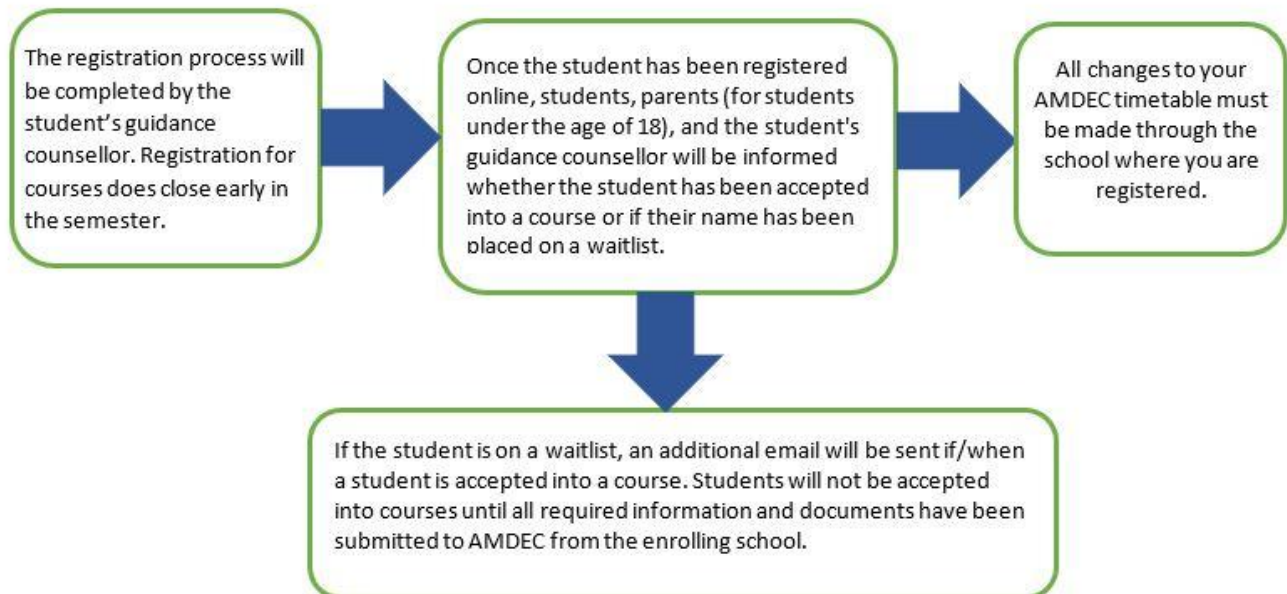 The registration process will
be completed by the
student’s guidance
counsellor. Registration for
courses does close early in
the semester.
Once the student has been registered
online, students, parents (for students
under the age of 18), and the student's
guidance counsellor will be informed
whether the student has been accepted
into a course or if their name has been
placed on a waitlist.
All changes to your
AMDEC timetable must
be made through the
school where you are
registered.
If the student is on a waitlist, an additional email will be sent if/when
a student is accepted into a course. Students will not be accepted
into courses until all required information and documents have been
submitted to AMDEC from the enrolling school.